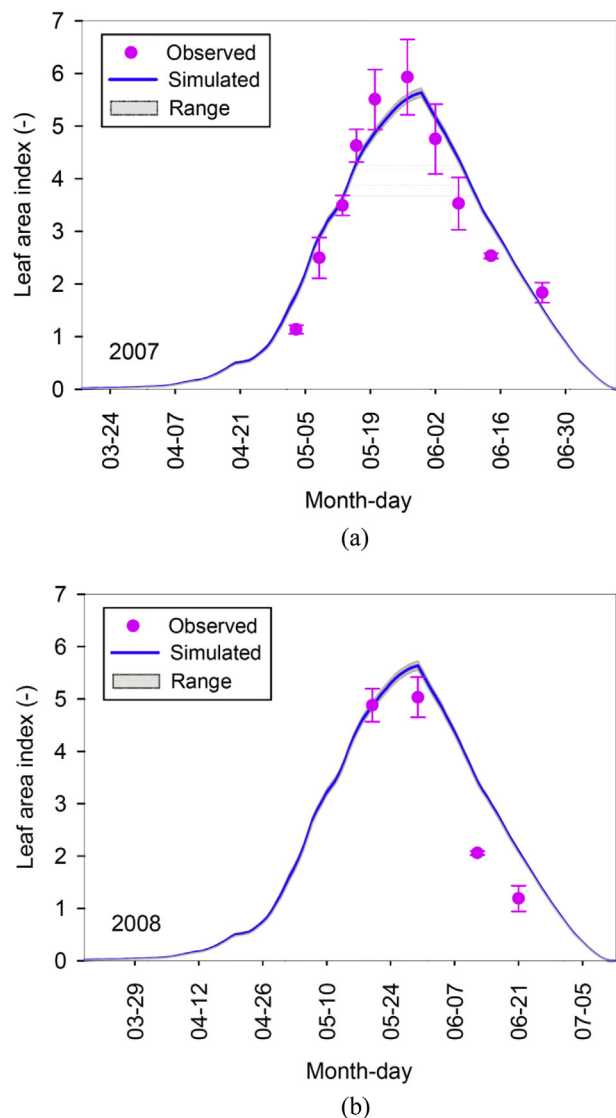 7
6
5
4
3
2
1
0
Leaf area index (-)
Observed
Simulated
Range
2007
03-24
04-07
04-21
05-05
05-19
06-02
06-16
06-30
Month-day
(a)
7
6
5
4
3
2
1
0
Leaf area index (-)
Observed
Simulated
Range
2008
03-29
04-12
04-26
05-10
05-24
06-07
06-21
07-05
Month-day
(b)